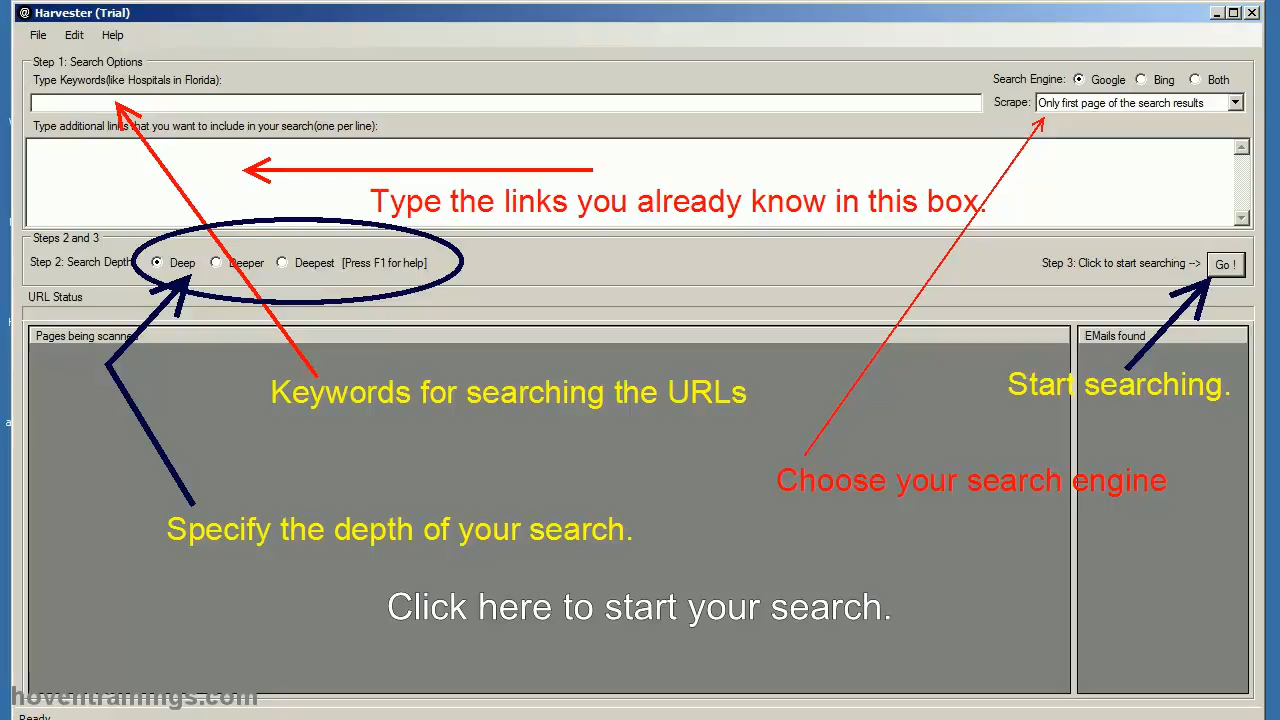 Harvester (Trial)
File Edit Help
Step 1: Search Options
Type Keywords(like Hospitals in Florida):
Search Engine: Google Bing Both
Scrape: Only first page of the search results
Type additional links that you want to include in your search(one per line):
Type the links you already know in this box.
Steps 2 and 3
Step 2: Search Depth Deep Deeper Deepest [Press F1 for help]
Step 3: Click to start searching --> Go !
URL Status
Pages being scanned
EMails found
Keywords for searching the URLs
Start searching.
Choose your search engine
Specify the depth of your search.
Click here to start your search.
hoventrainings.com
Ready